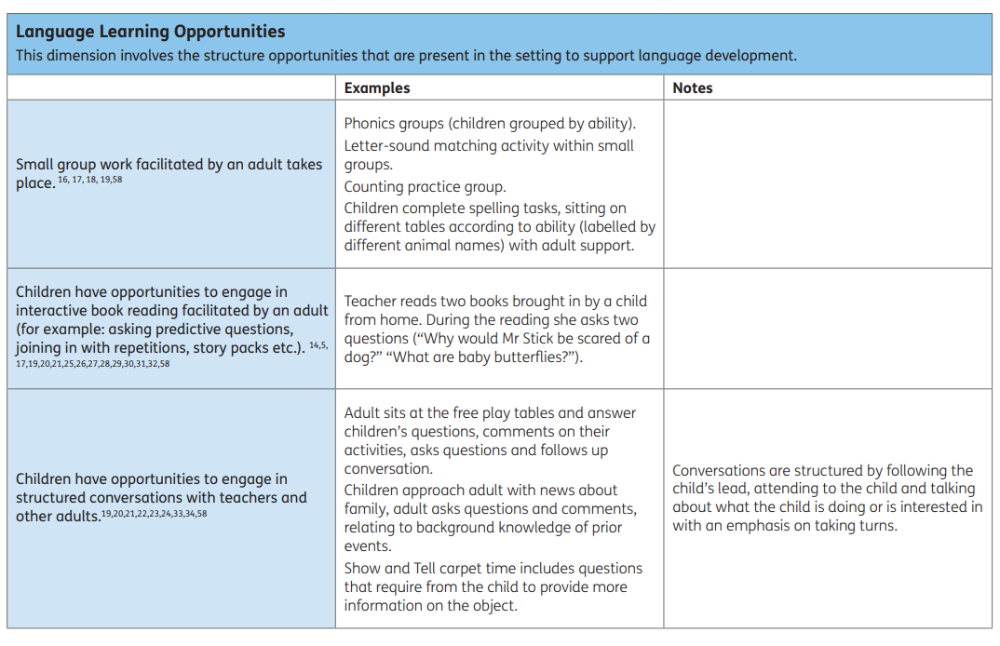 Language Learning Opportunities
This dimension involves the structure opportunities that are present in the setting to support language development.
Examples
Notes
Small group work facilitated by an adult takes
place. 16, 17, 18, 19,58
Phonics groups (children grouped by ability).
Letter-sound matching activity within small
groups.
Counting practice group.
Children complete spelling tasks, sitting on
different tables according to ability (labelled by
different animal names) with adult support.
Children have opportunities to engage in
interactive book reading facilitated by an adult
(for example: asking predictive questions,
joining in with repetitions, story packs etc.). 14,5,
17,19,20,21,25,26,27,28,29,30,31,32,58
Teacher reads two books brought in by a child
from home. During the reading she asks two
questions (“Why would Mr Stick be scared of a
dog?” “What are baby butterflies?”).
Children have opportunities to engage in
structured conversations with teachers and
other adults.19,20,21,22,23,24,33,34,58
Adult sits at the free play tables and answer
children’s questions, comments on their
activities, asks questions and follows up
conversation.
Children approach adult with news about
family, adult asks questions and comments,
relating to background knowledge of prior
events.
Show and Tell carpet time includes questions
that require from the child to provide more
information on the object.
Conversations are structured by following the
child’s lead, attending to the child and talking
about what the child is doing or is interested in
with an emphasis on taking turns.